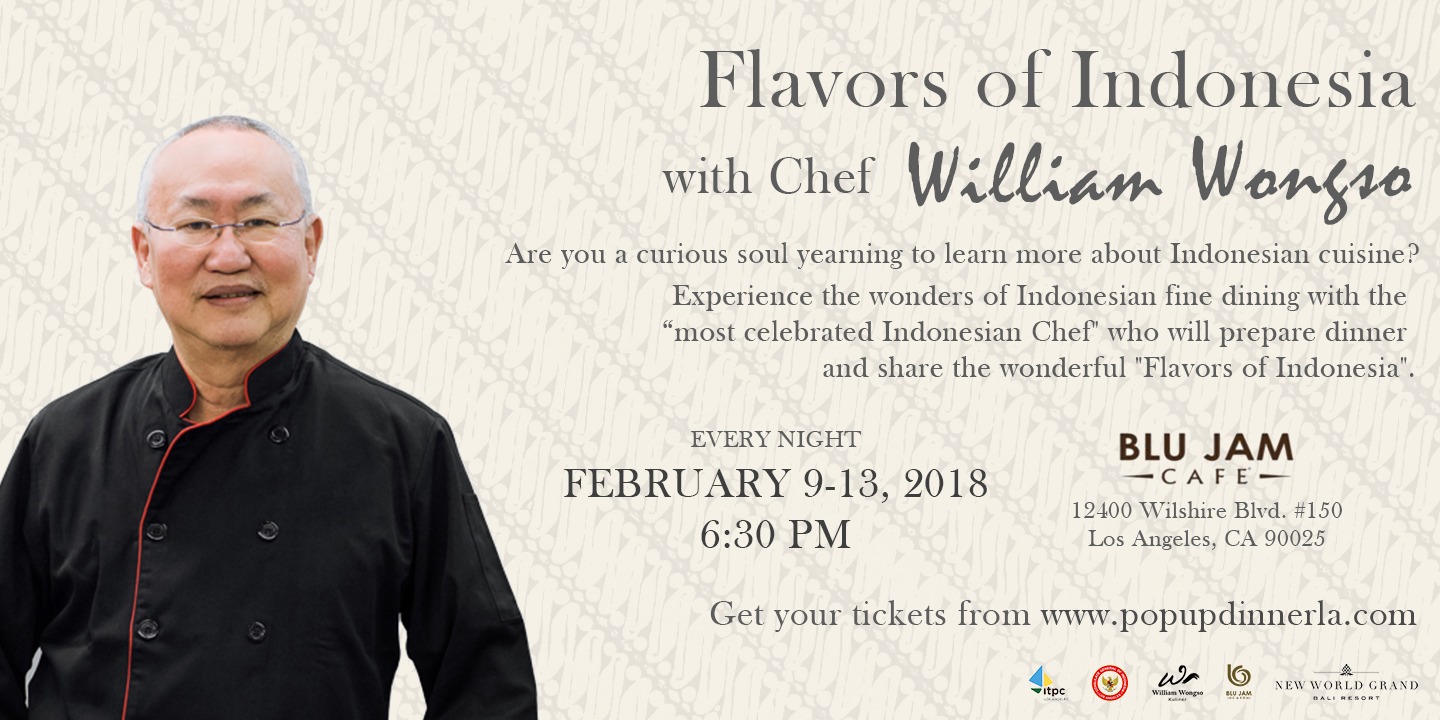 Flavors of Indonesia
with Chef William Wongso
Are you a curious soul yearning to learn more about Indonesian cuisine?
Experience the wonders of Indonesian fine dining with the
“most celebrated Indonesian Chef" who will prepare dinner
and share the wonderful "Flavors of Indonesia".
EVERY NIGHT
FEBRUARY 9-13, 2018
6:30 PM
BLU JAM
CAFE
12400 Wilshire Blvd. #150
Los Angeles, CA 90025
Get your tickets from www.popupdinnerla.com
itpc
William Wongso
Kuliner
BLU JAM
NEW WORLD GRAND
BALI RESORT